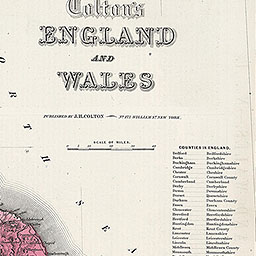 Colton's
ENGLAND
AND
WALES
PUBLISHED BY J.H. COLTON No. 172 WILLIAM ST. NEW YORK.
SCALE OF MILES.
COUNTIES IN ENGLAND.
Bedford Bedfordshire
Berks Berkshire
Buckingham Buckinghamshire
Cambridge Cambridgeshire
Chester Cheshire
Cornwall Cornwall County
Cumberland Cumberland
Derby Derbyshire
Devon Devonshire
Dorset Dorsetshire
Durham Durham County
Essex Essex
Gloucester Gloucestershire
Hereford Herefordshire
Hertford Hertfordshire
Huntingdon Huntingdonshire
Kent Kent County
Lancaster Lancashire
Leicester Leicestershire
Lincoln Lincolnshire
Middlesex Middlesex County
Monmouth Monmouthshire
O R T H
S E